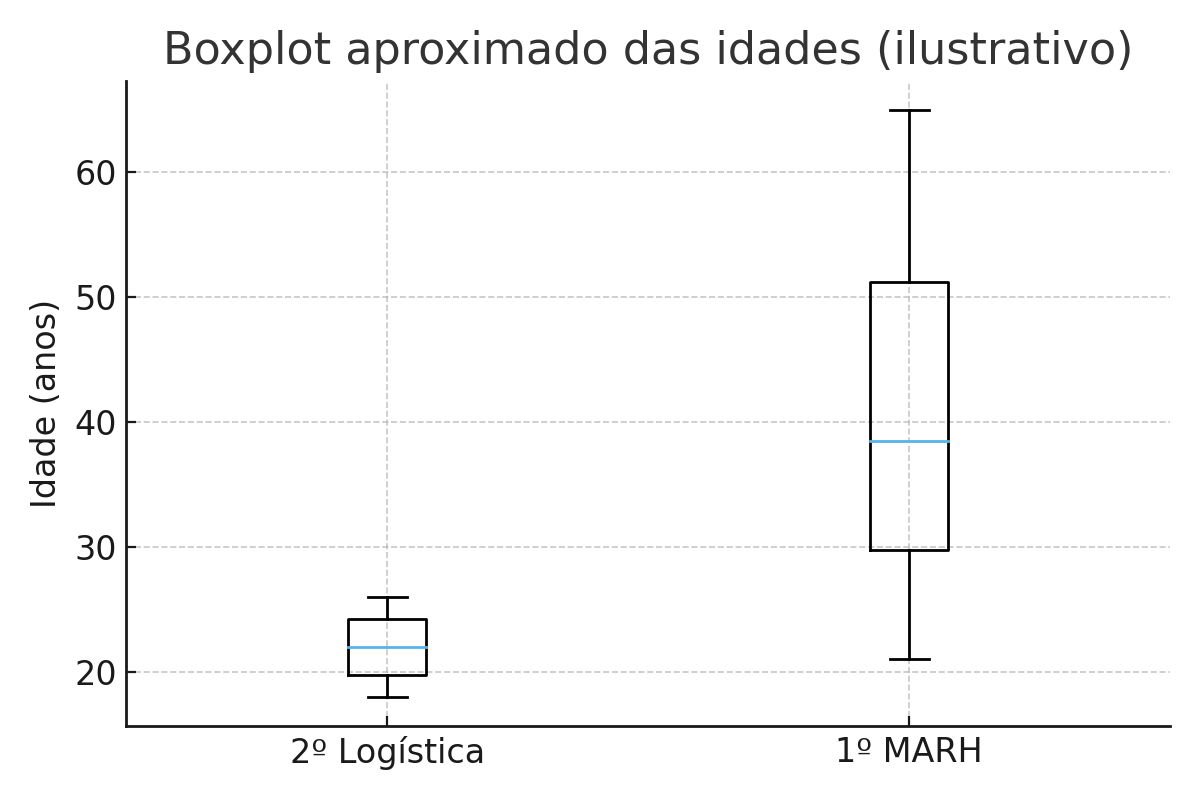 Boxplot aproximado das idades (ilustrativo)
Idade (anos)
60
50
40
30
20
2º Logística
1º MARH